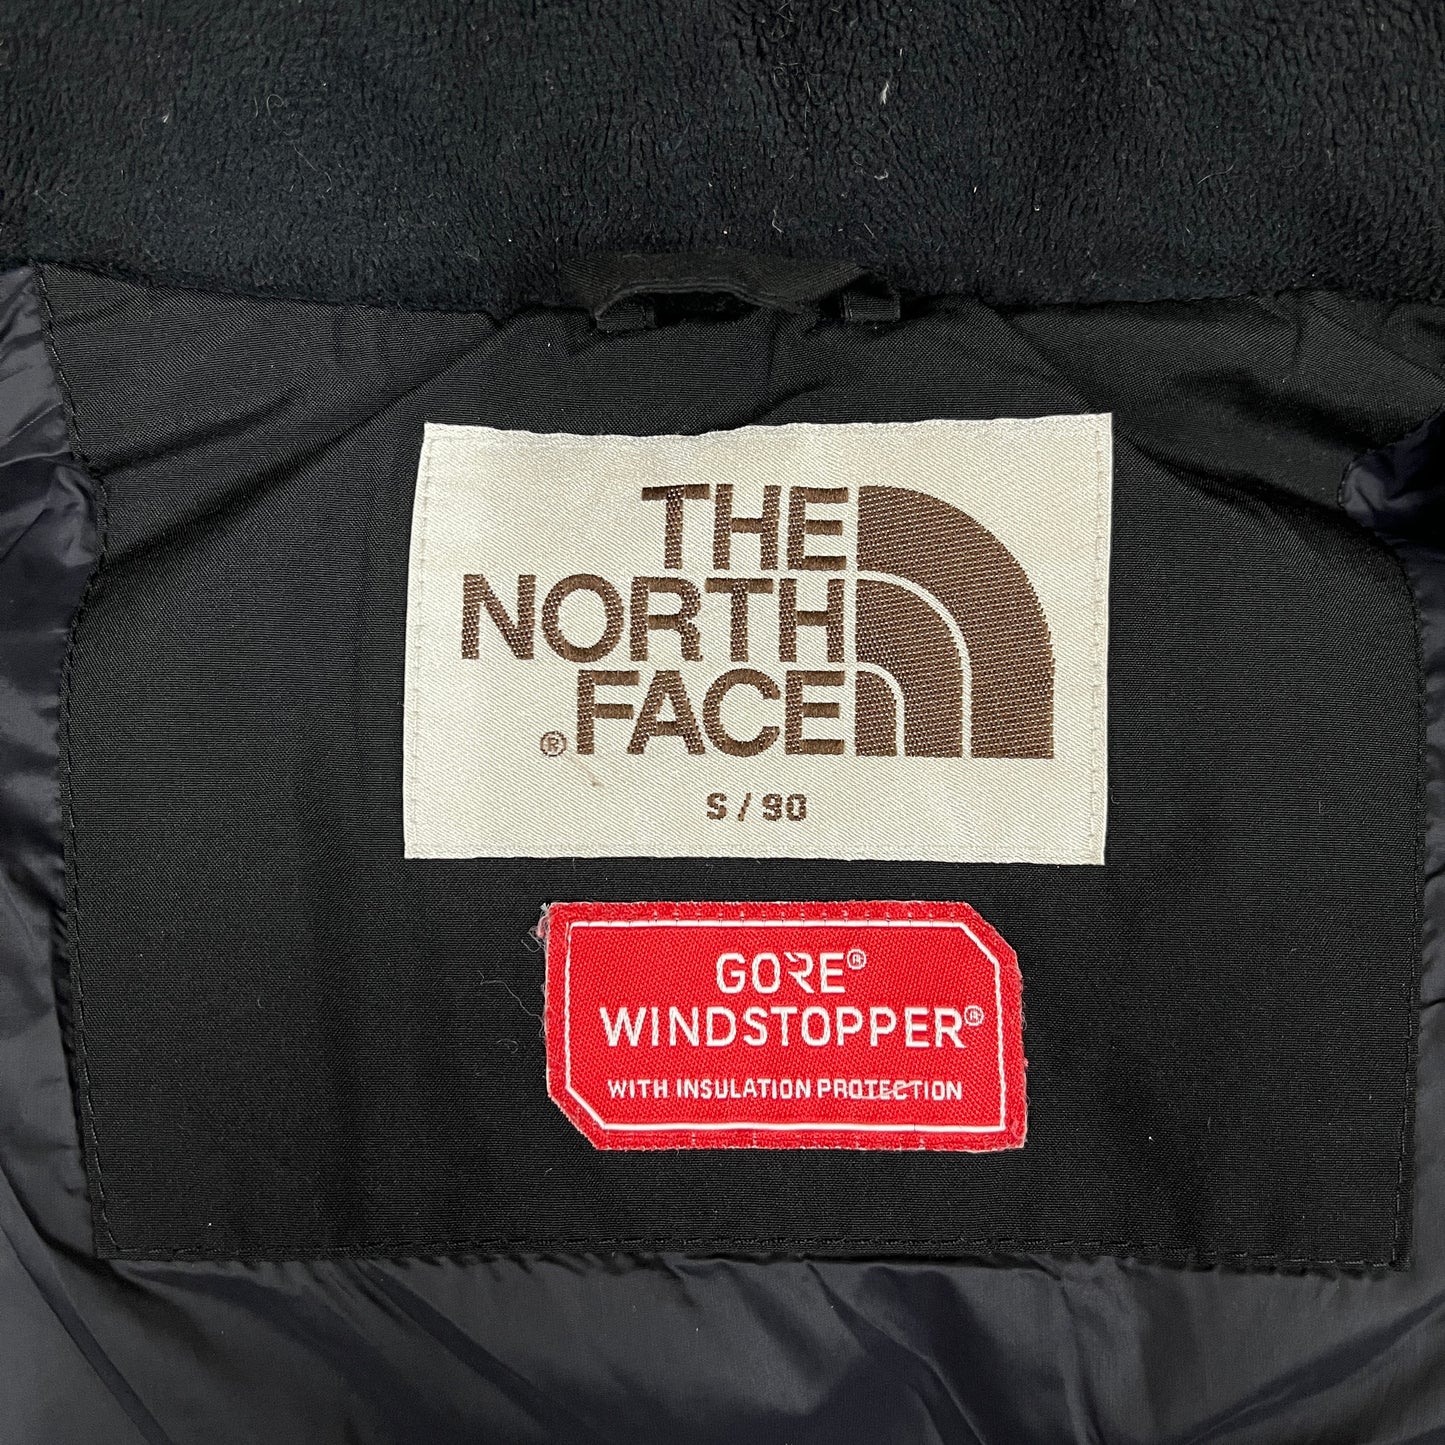 THE
NORTH
FACE®
S / 90
GORE®
WINDSTOPPER®
WITH INSULATION PROTECTION